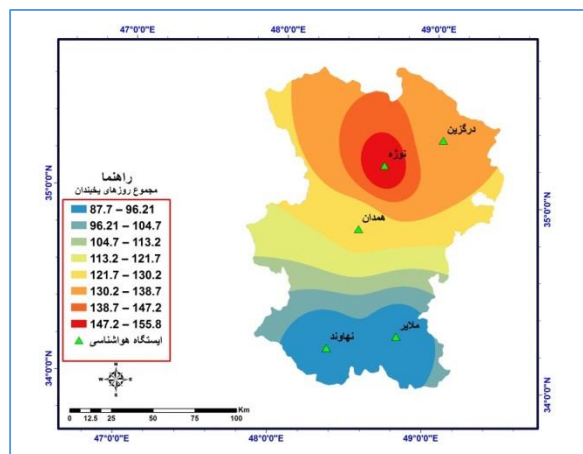 47°0'0"E 48°0'0"E 49°0'0"E
درگزین
نوژه
35°0'0"N
35°0'0"N
همدان
ملایر
نهاوند
34°0'0"N
34°0'0"N
راهنما
مجموع روزهای یخبندان
87.7 – 96.21
96.21 – 104.7
104.7 – 113.2
113.2 – 121.7
121.7 – 130.2
130.2 – 138.7
138.7 – 147.2
147.2 – 155.8
ایستگاه هواشناسی
0 12.5 25 50 75 100 Km
47°0'0"E 48°0'0"E 49°0'0"E